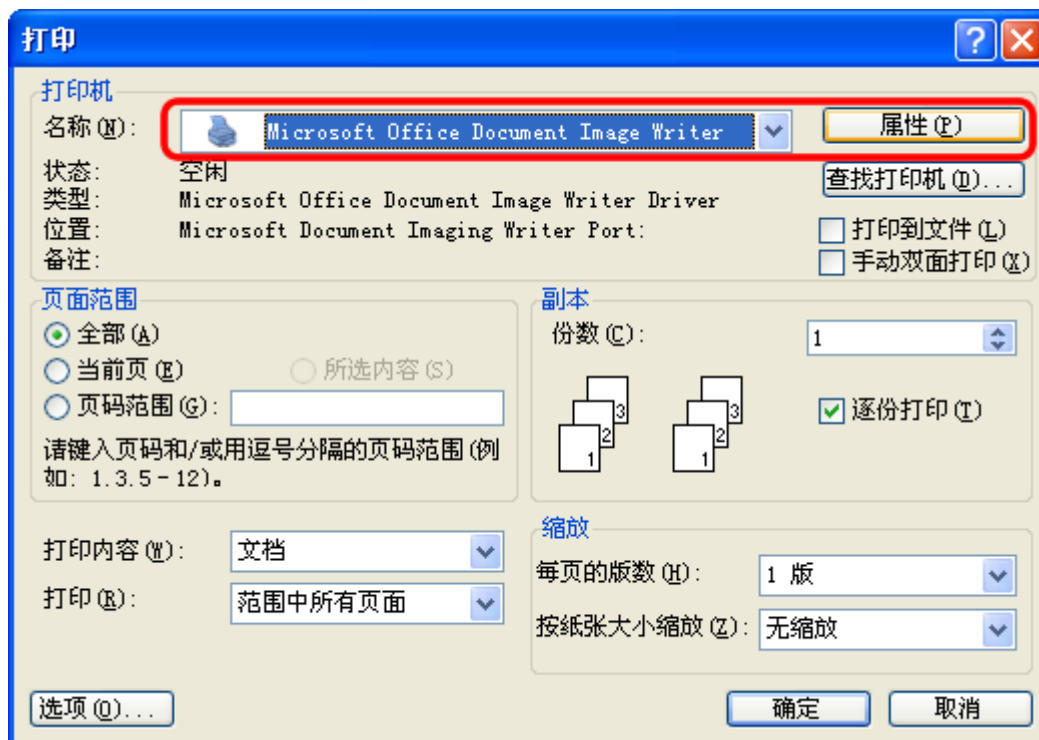 打印
打印机
名称(N): Microsoft Office Document Image Writer 属性(P)
状态: 空闲 查找打印机(D)...
类型: Microsoft Office Document Image Writer Driver
位置: Microsoft Document Imaging Writer Port: 打印到文件(L)
备注: 手动双面打印(X)
页面范围
全部(A)
当前页(E) 所选内容(S)
页码范围(G):
请键入页码和/或用逗号分隔的页码范围(例
如: 1.3.5-12)。
副本
份数(C): 1
3 3
2 2
1 1
逐份打印(T)
打印内容(W): 文档
打印(R): 范围中所有页面
缩放
每页的版数(H): 1 版
按纸张大小缩放(Z): 无缩放
选项(O)... 确定 取消